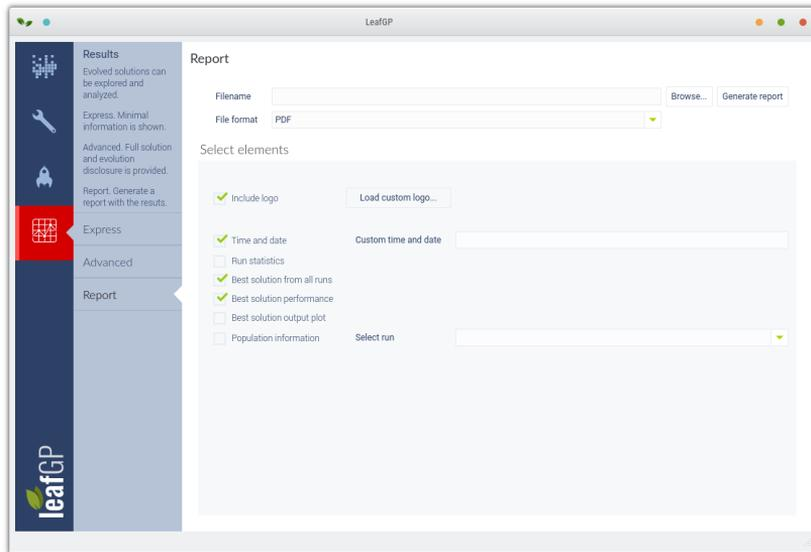 LeafGP
Results
Evolved solutions can
be explored and
analyzed.
Express. Minimal
information is shown.
Advanced. Full solution
and evolution
disclosure is provided.
Report. Generate a
report with the resuts.
Express
Advanced
Report
leafGP
Report
Filename
Browse...
Generate report
File format
PDF
Select elements
Include logo
Load custom logo...
Time and date
Custom time and date
Run statistics
Best solution from all runs
Best solution performance
Best solution output plot
Population information
Select run